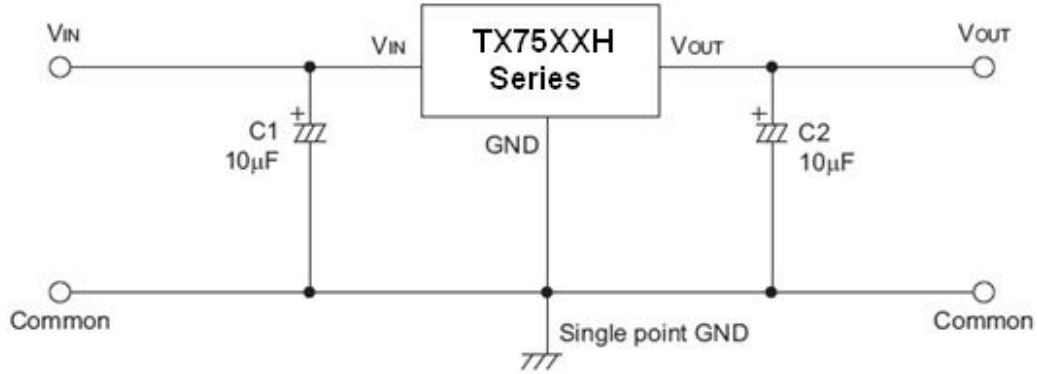 VIN
VIN
TX75XXH
Series
VOUT
VOUT
+
C1
10μF
GND
+
C2
10μF
Common
Single point GND
Common